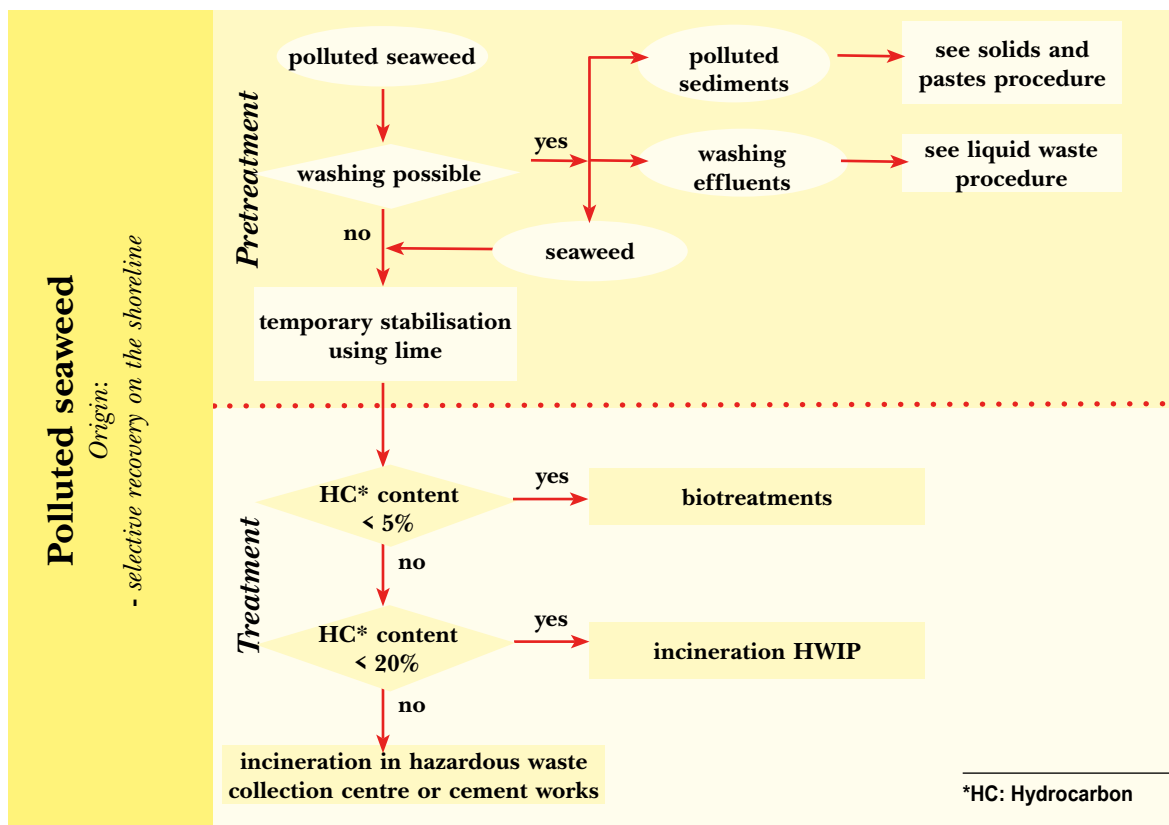 Polluted seaweed
Origin:
- selective recovery on the shoreline
Pretreatment
polluted seaweed
washing possible
yes
no
polluted
sediments
see solids and
pastes procedure
washing
effluents
see liquid waste
procedure
seaweed
temporary stabilisation
using lime
Treatment
HC* content
< 5%
yes
biotreatments
no
HC* content
< 20%
yes
incineration HWIP
no
incineration in hazardous waste
collection centre or cement works
*HC: Hydrocarbon